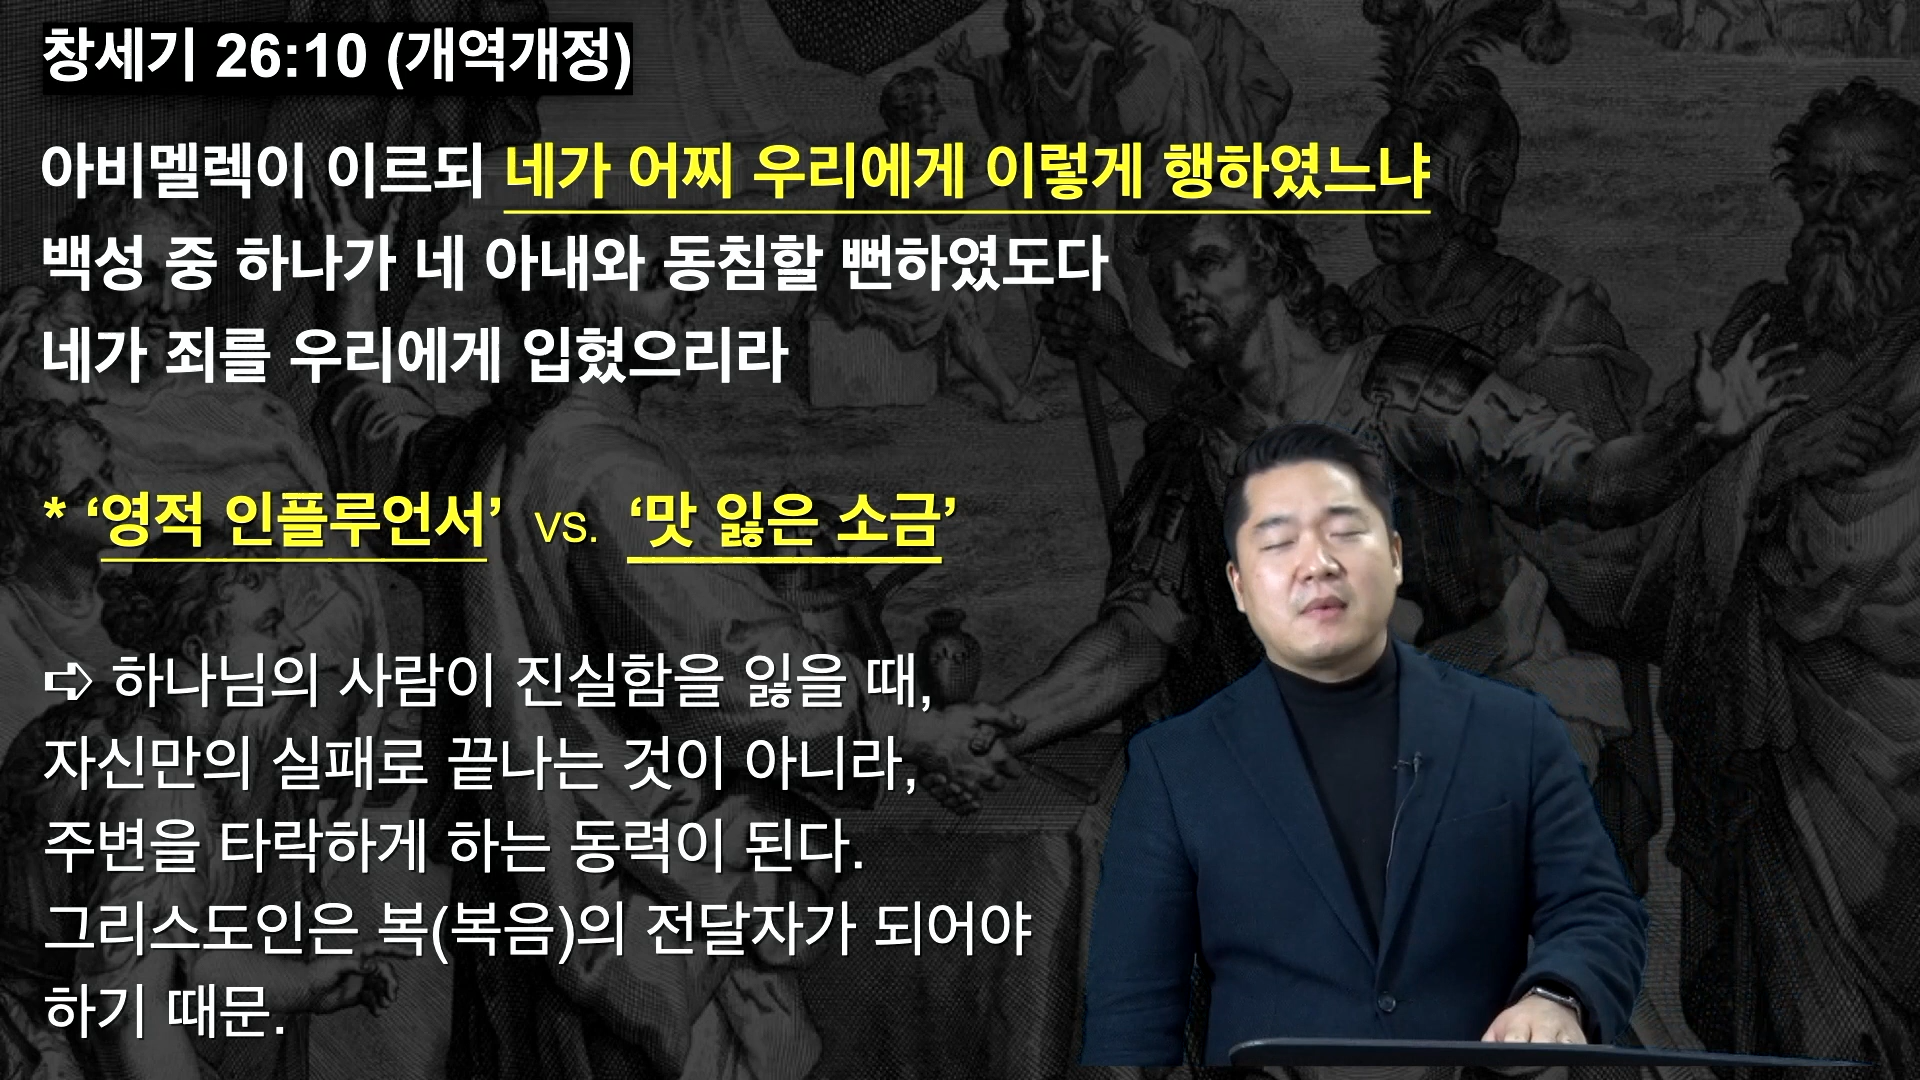 창세기 26:10 (개역개정)
아비멜렉이 이르되 네가 어찌 우리에게 이렇게 행하였느냐
백성 중 하나가 네 아내와 동침할 뻔하였도다
네가 죄를 우리에게 입혔으리라
* ‘영적 인플루언서’ vs. ‘맛 잃은 소금’
➪ 하나님의 사람이 진실함을 잃을 때,
자신만의 실패로 끝나는 것이 아니라,
주변을 타락하게 하는 동력이 된다.
그리스도인은 복(복음)의 전달자가 되어야
하기 때문.